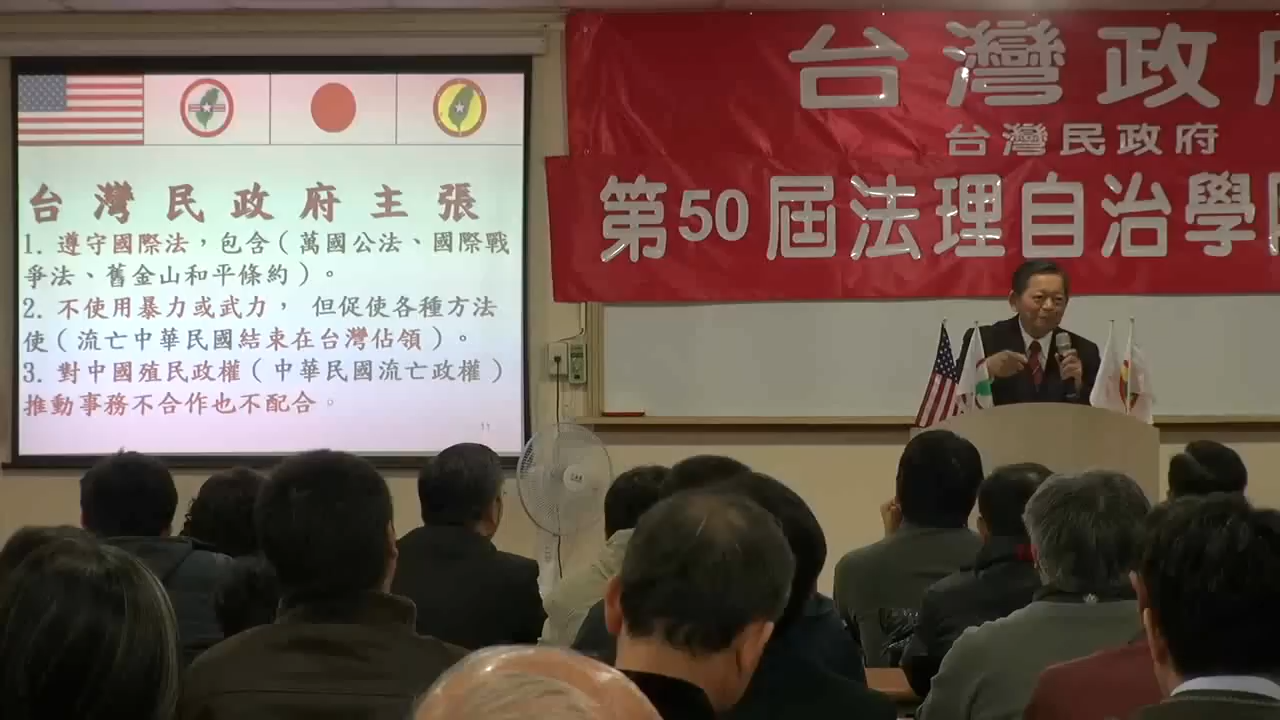 台灣民政府主張
1. 遵守國際法，包含（萬國公法、國際戰
爭法、舊金山和平條約）。
2. 不使用暴力或武力， 但促使各種方法
使（流亡中華民國結束在台灣佔領）。
3. 對中國殖民政權（中華民國流亡政權）
推動事務不合作也不配合。
11
台灣政府
台灣民政府
第50屆法理自治學